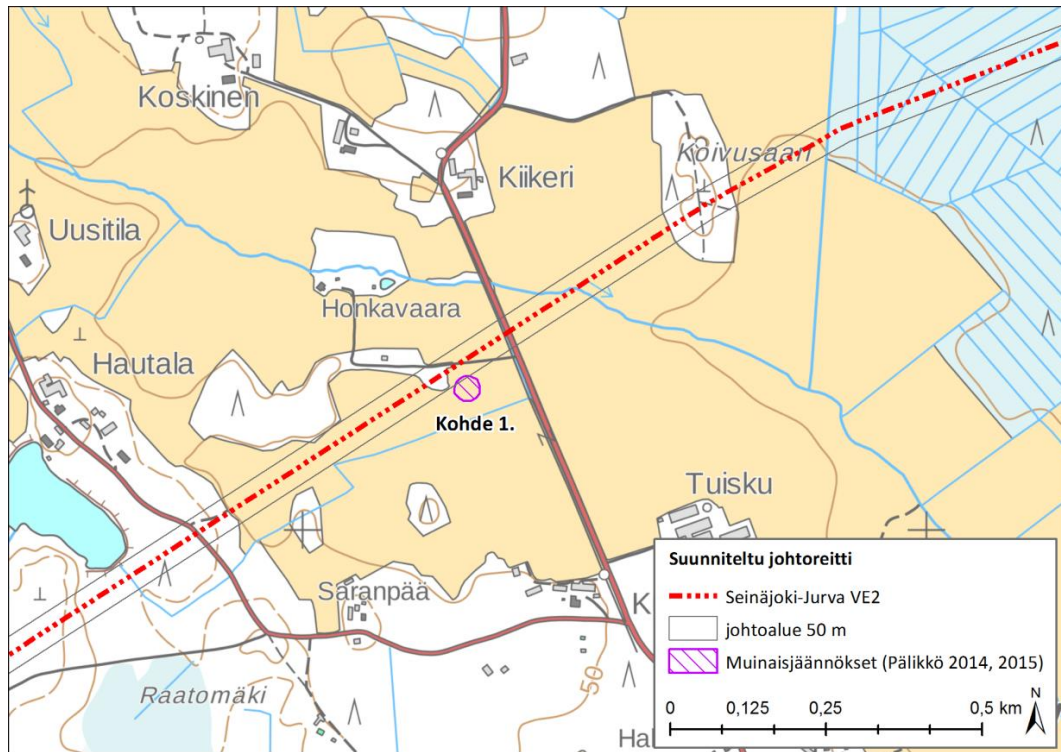 Koskinen
Kiikeri
Koivusaari
Uusitila
Honkavaara
Hautala
Kohde 1.
Tuisku
Saranpää
K
50
Raatomäki
Hal
Suunniteltu johtoreitti
Seinäjoki-Jurva VE2
johtoalue 50 m
Muinaisjäännökset (Pälikkö 2014, 2015)
N
0 0,125 0,25 0,5 km